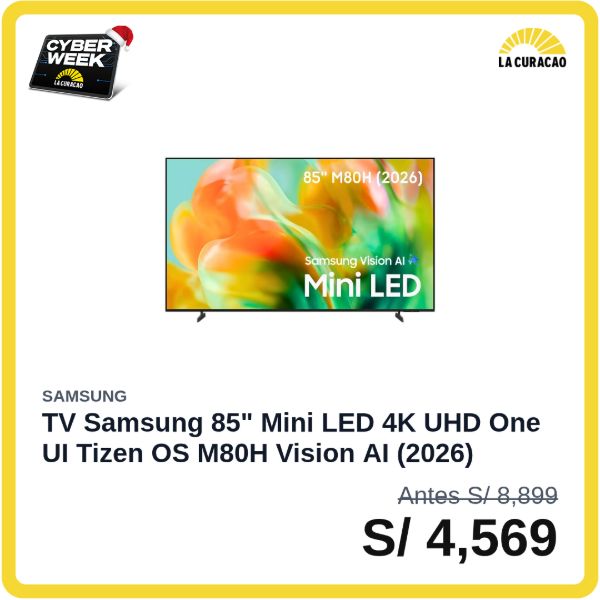 CYBER
WEEK
LA CURACAO
LA CURACAO
85" M80H (2026)
Samsung Vision AI
Mini LED
SAMSUNG
TV Samsung 85" Mini LED 4K UHD One
UI Tizen OS M80H Vision AI (2026)
Antes S/ 8,899
S/ 4,569